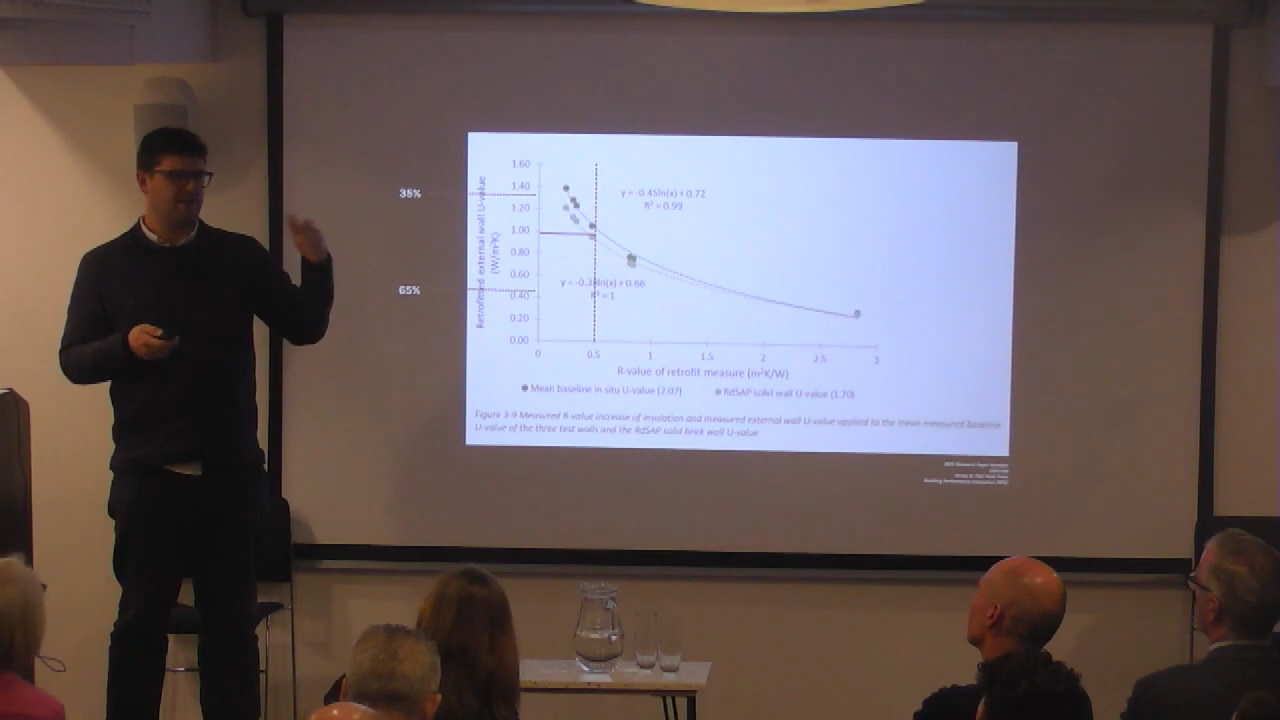 35%
65%
Retrofitted external wall U-value
(W/m²K)
1.60
1.40
1.20
1.00
0.80
0.60
0.40
0.20
0.00
y = -0.45ln(x) + 0.72
R² = 0.99
ln(x) + 0.66
R² = 1
0
0.5
1
1.5
2
2.5
3
R-value of retrofit measure (m²K/W)
Mean baseline in situ U-value (2.07)
RdSAP solid wall U-value (1.70)
Figure 3-9 Measured R-value increase of insulation and measured external wall U-value applied to the mean measured baseline
U-value of the three test walls and the RdSAP solid brick wall U-value